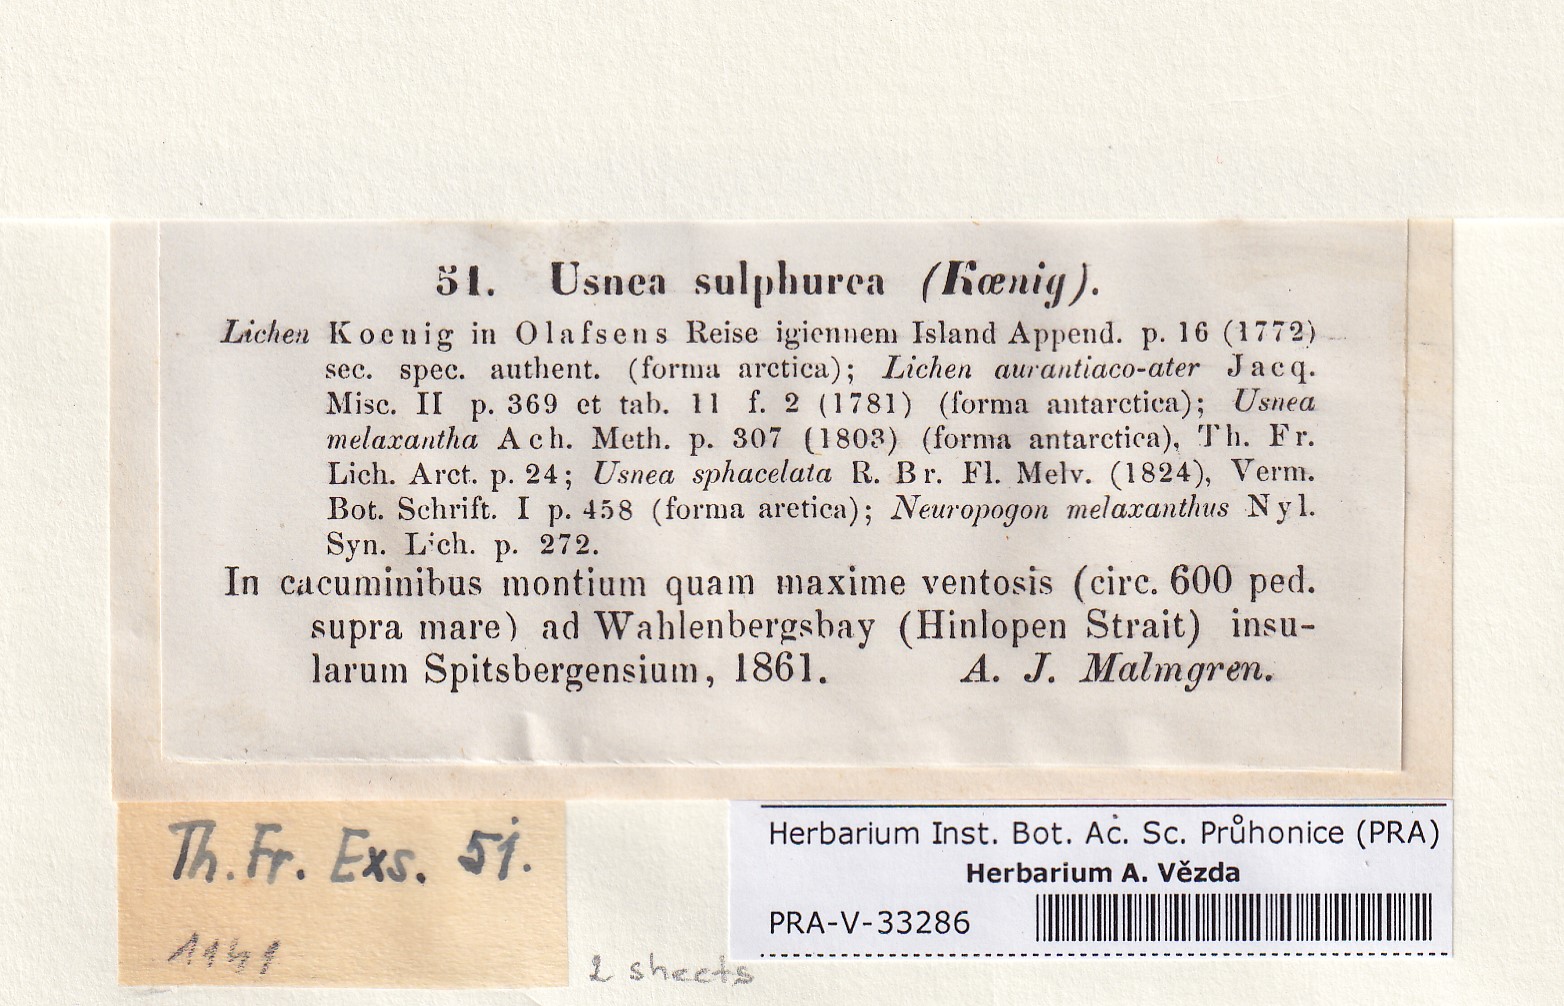 51. Usnea sulphurea (Kœnig).
Lichen Koenig in Olafsens Reise igiennem Island Append. p. 16 (1772)
sec. spec. authent. (forma arctica); Lichen aurantiaco-ater Jacq.
Misc. II p. 369 et tab. 11 f. 2 (1781) (forma antarctica); Usnea
melaxantha Ach. Meth. p. 307 (1803) (forma antarctica), Th. Fr.
Lich. Arct. p. 24; Usnea sphacelata R. Br. Fl. Melv. (1824), Verm.
Bot. Schrift. I p. 458 (forma aretica); Neuropogon melaxanthus Nyl.
Syn. Lich. p. 272.
In cacuminibus montium quam maxime ventosis (circ. 600 ped.
supra mare) ad Wahlenbergsbay (Hinlopen Strait) insu-
larum Spitsbergensium, 1861. A. J. Malmgren.
Th. Fr. Exs. 51.
1141
2 sheets
Herbarium Inst. Bot. Ac. Sc. Průhonice (PRA)
Herbarium A. Vězda
PRA-V-33286